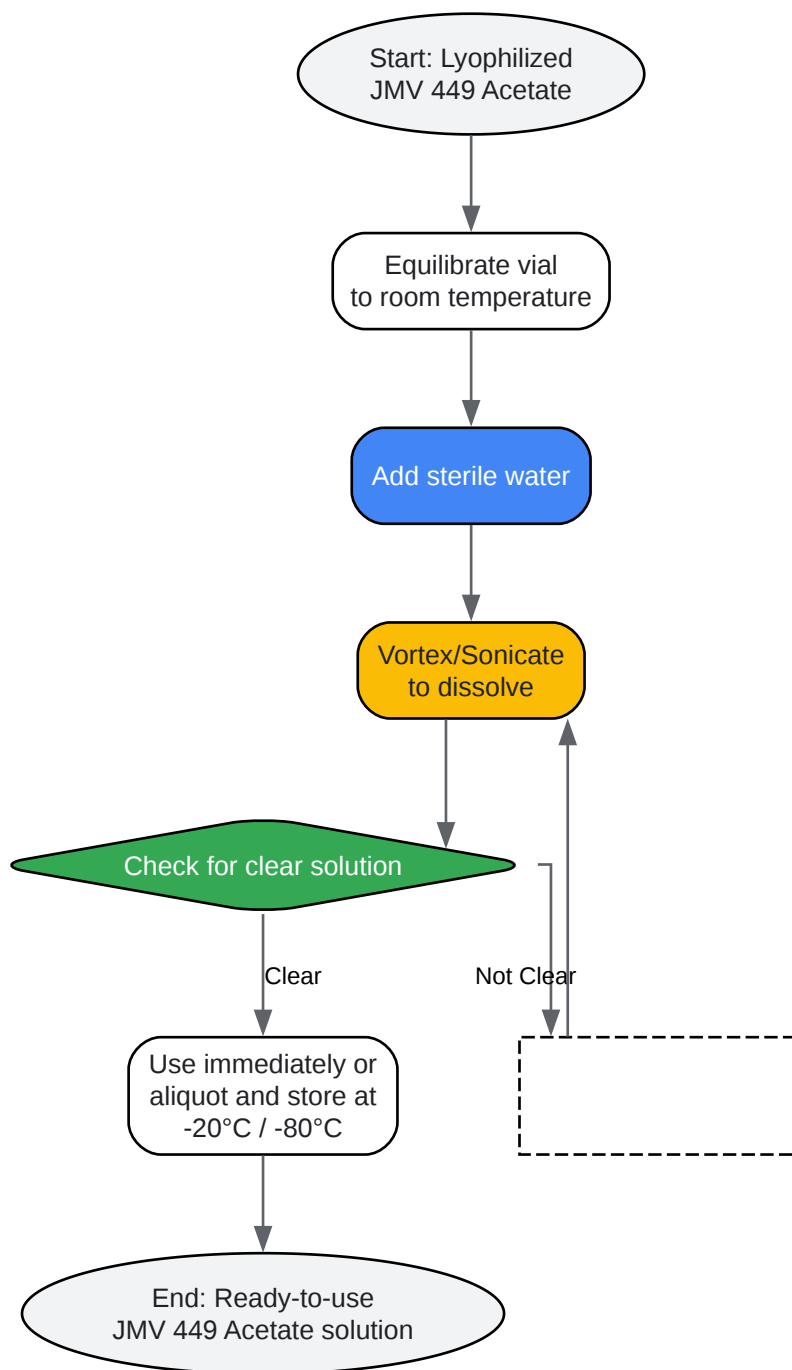 Start: Lyophilized
JMV 449 Acetate
Equilibrate vial
to room temperature
Add sterile water
Vortex/Sonicate
to dissolve
Check for clear solution
Clear
Not Clear
Use immediately or
aliquot and store at
-20°C / -80°C
End: Ready-to-use
JMV 449 Acetate solution